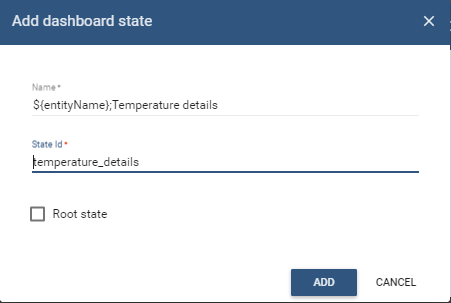 Add dashboard state
Name *
${entityName};Temperature details
State Id *
temperature_details
Root state
ADD CANCEL